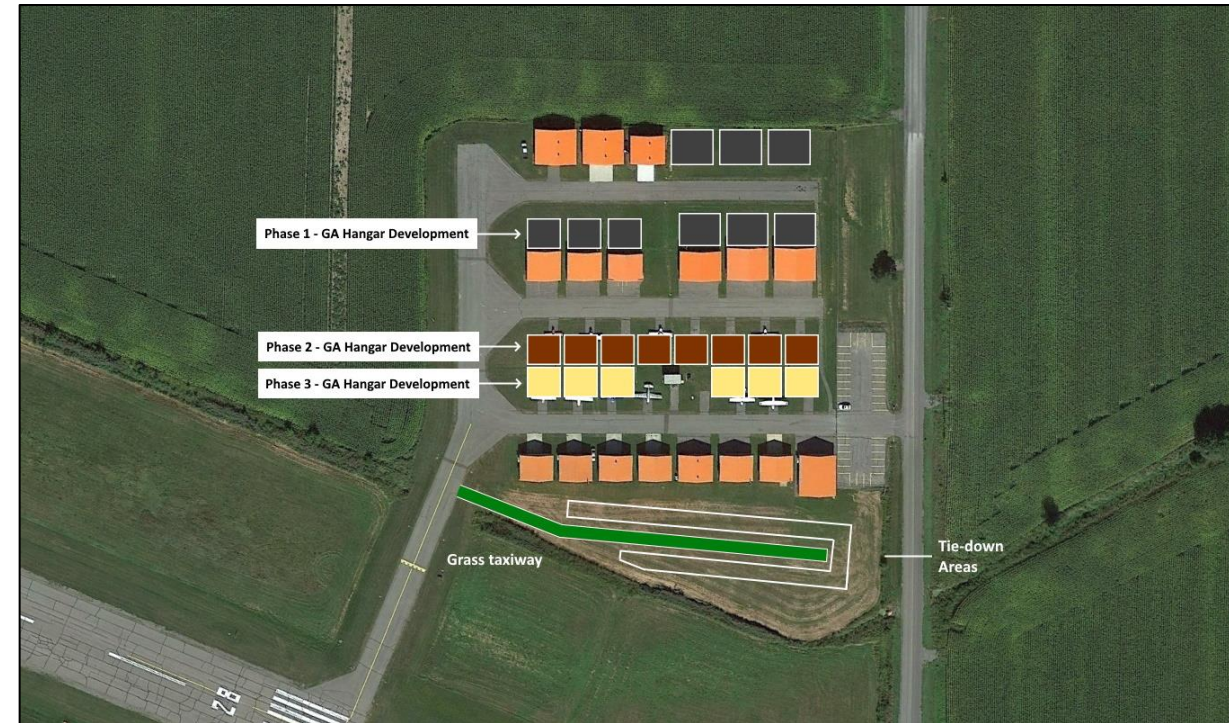 Phase 1 - GA Hangar Development
Phase 2 - GA Hangar Development
Phase 3 - GA Hangar Development
Grass taxiway
Tie-down
Areas
28